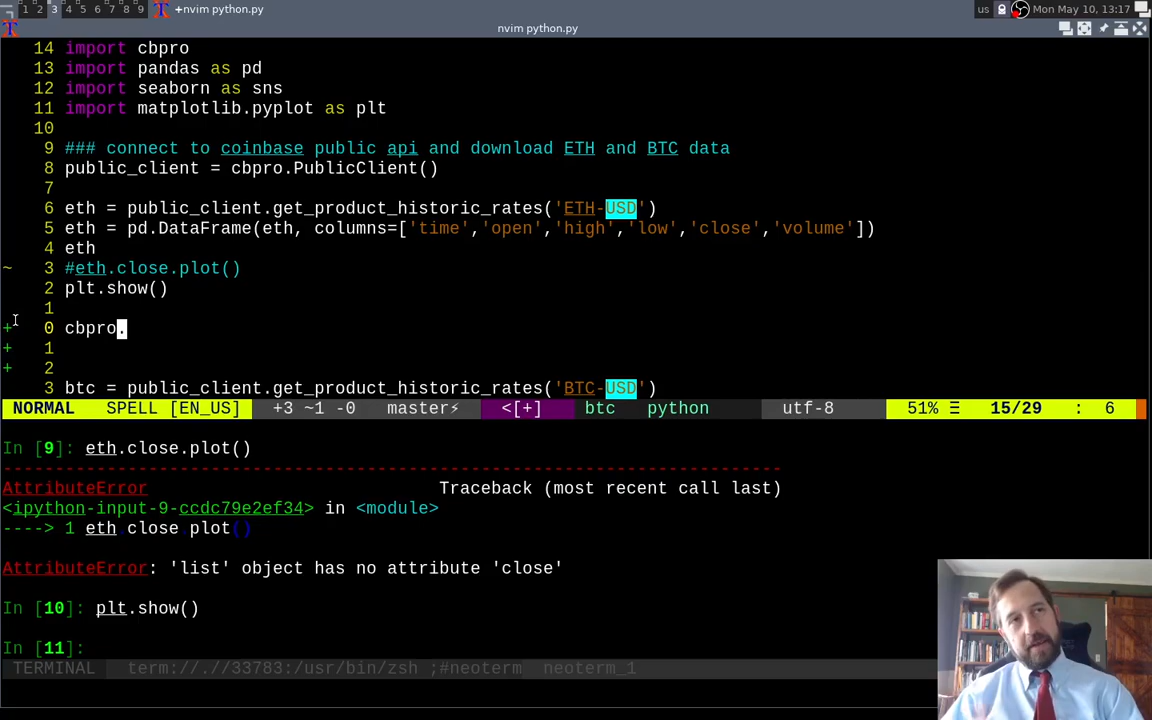 1 2 3 4 5 6 7 8 9 +nvim python.py us Mon May 10, 13:17
nvim python.py
14 import cbpro
13 import pandas as pd
12 import seaborn as sns
11 import matplotlib.pyplot as plt
10
9 ### connect to coinbase public api and download ETH and BTC data
8 public_client = cbpro.PublicClient()
7
6 eth = public_client.get_product_historic_rates('ETH-USD')
5 eth = pd.DataFrame(eth, columns=['time','open','high','low','close','volume'])
4 eth
~ 3 #eth.close.plot()
2 plt.show()
1
+ 0 cbpro.
+ 1
+ 2
3 btc = public_client.get_product_historic_rates('BTC-USD')
NORMAL SPELL [EN_US] +3 ~1 -0 master⚡ <[+] btc python utf-8 51% ☰ 15/29 : 6
In [9]: eth.close.plot()
---------------------------------------------------------------------------
AttributeError Traceback (most recent call last)
<ipython-input-9-ccdc79e2ef34> in <module>
----> 1 eth.close.plot()
AttributeError: 'list' object has no attribute 'close'
In [10]: plt.show()
In [11]:
TERMINAL term://.//33783:/usr/bin/zsh ;#neoterm neoterm_1